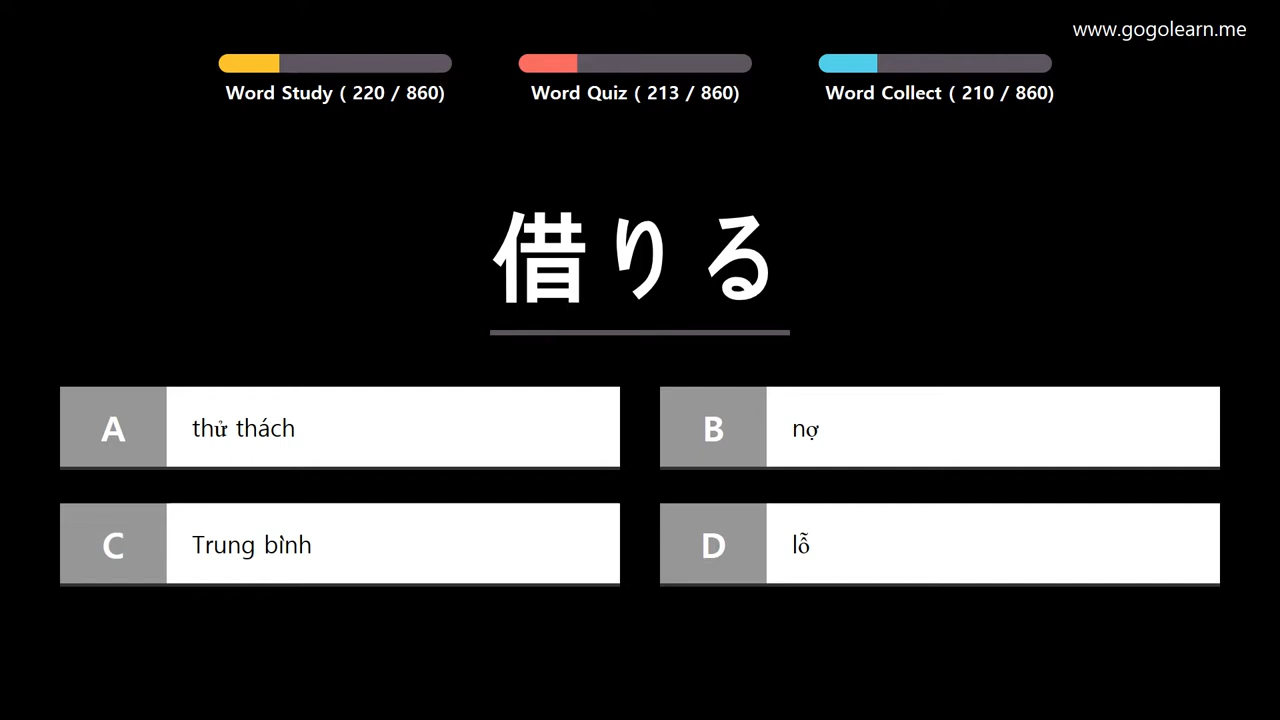 www.gogolearn.me
Word Study ( 220 / 860)
Word Quiz ( 213 / 860)
Word Collect ( 210 / 860)
借りる
A thử thách
B nợ
C Trung bình
D lỗ